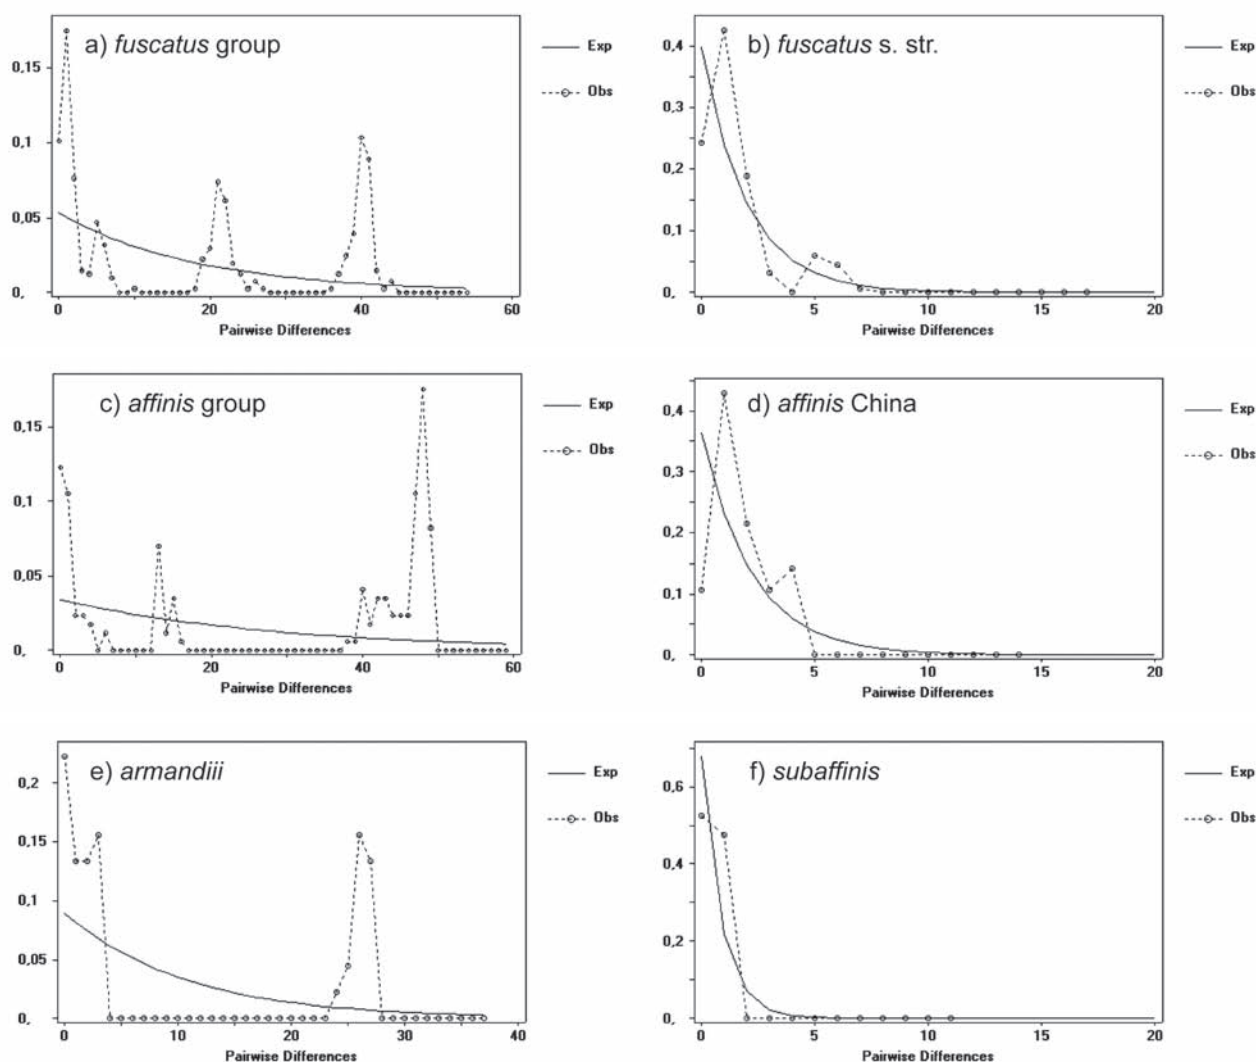 a) fuscatus group
Exp
Obs
0,15
0,1
0,05
0,
0 20 40 60
Pairwise Differences
b) fuscatus s. str.
Exp
Obs
0,4
0,3
0,2
0,1
0,
0 5 10 15 20
Pairwise Differences
c) affinis group
Exp
Obs
0,15
0,1
0,05
0,
0 20 40 60
Pairwise Differences
d) affinis China
Exp
Obs
0,4
0,3
0,2
0,1
0,
0 5 10 15 20
Pairwise Differences
e) armandiii
Exp
Obs
0,2
0,15
0,1
0,05
0,
0 10 20 30 40
Pairwise Differences
f) subaffinis
Exp
Obs
0,6
0,4
0,2
0,
0 5 10 15 20
Pairwise Differences